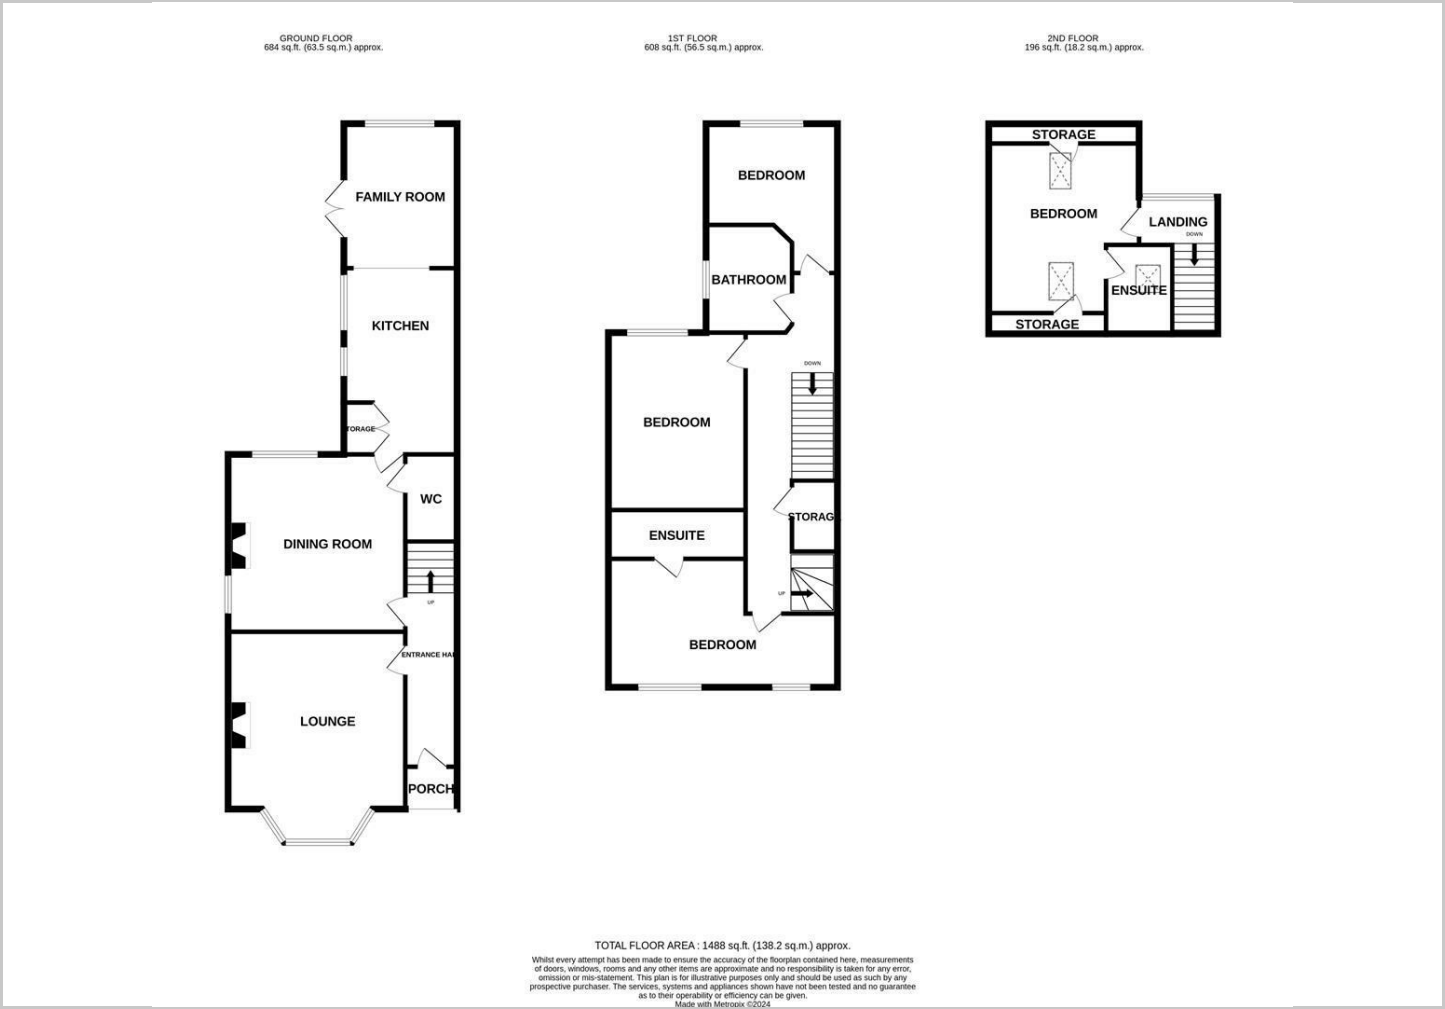 GROUND FLOOR
684 sq.ft. (63.5 sq.m.) approx.
1ST FLOOR
608 sq.ft. (56.5 sq.m.) approx.
2ND FLOOR
196 sq.ft. (18.2 sq.m.) approx.
FAMILY ROOM
KITCHEN
TORAGE
WC
DINING ROOM
UP
ENTRANCE HAL
LOUNGE
PORCH
BEDROOM
BATHROOM
DOWN
BEDROOM
STORAG
ENSUITE
UP
BEDROOM
STORAGE
BEDROOM
LANDING
DOWN
ENSUITE
STORAGE
TOTAL FLOOR AREA : 1488 sq.ft. (138.2 sq.m.) approx.
Whilst every attempt has been made to ensure the accuracy of the floorplan contained here, measurements
of doors, windows, rooms and any other items are approximate and no responsibility is taken for any error,
omission or mis-statement. This plan is for illustrative purposes only and should be used as such by any
prospective purchaser. The services, systems and appliances shown have not been tested and no guarantee
as to their operability or efficiency can be given.
Made with Metropix ©2024